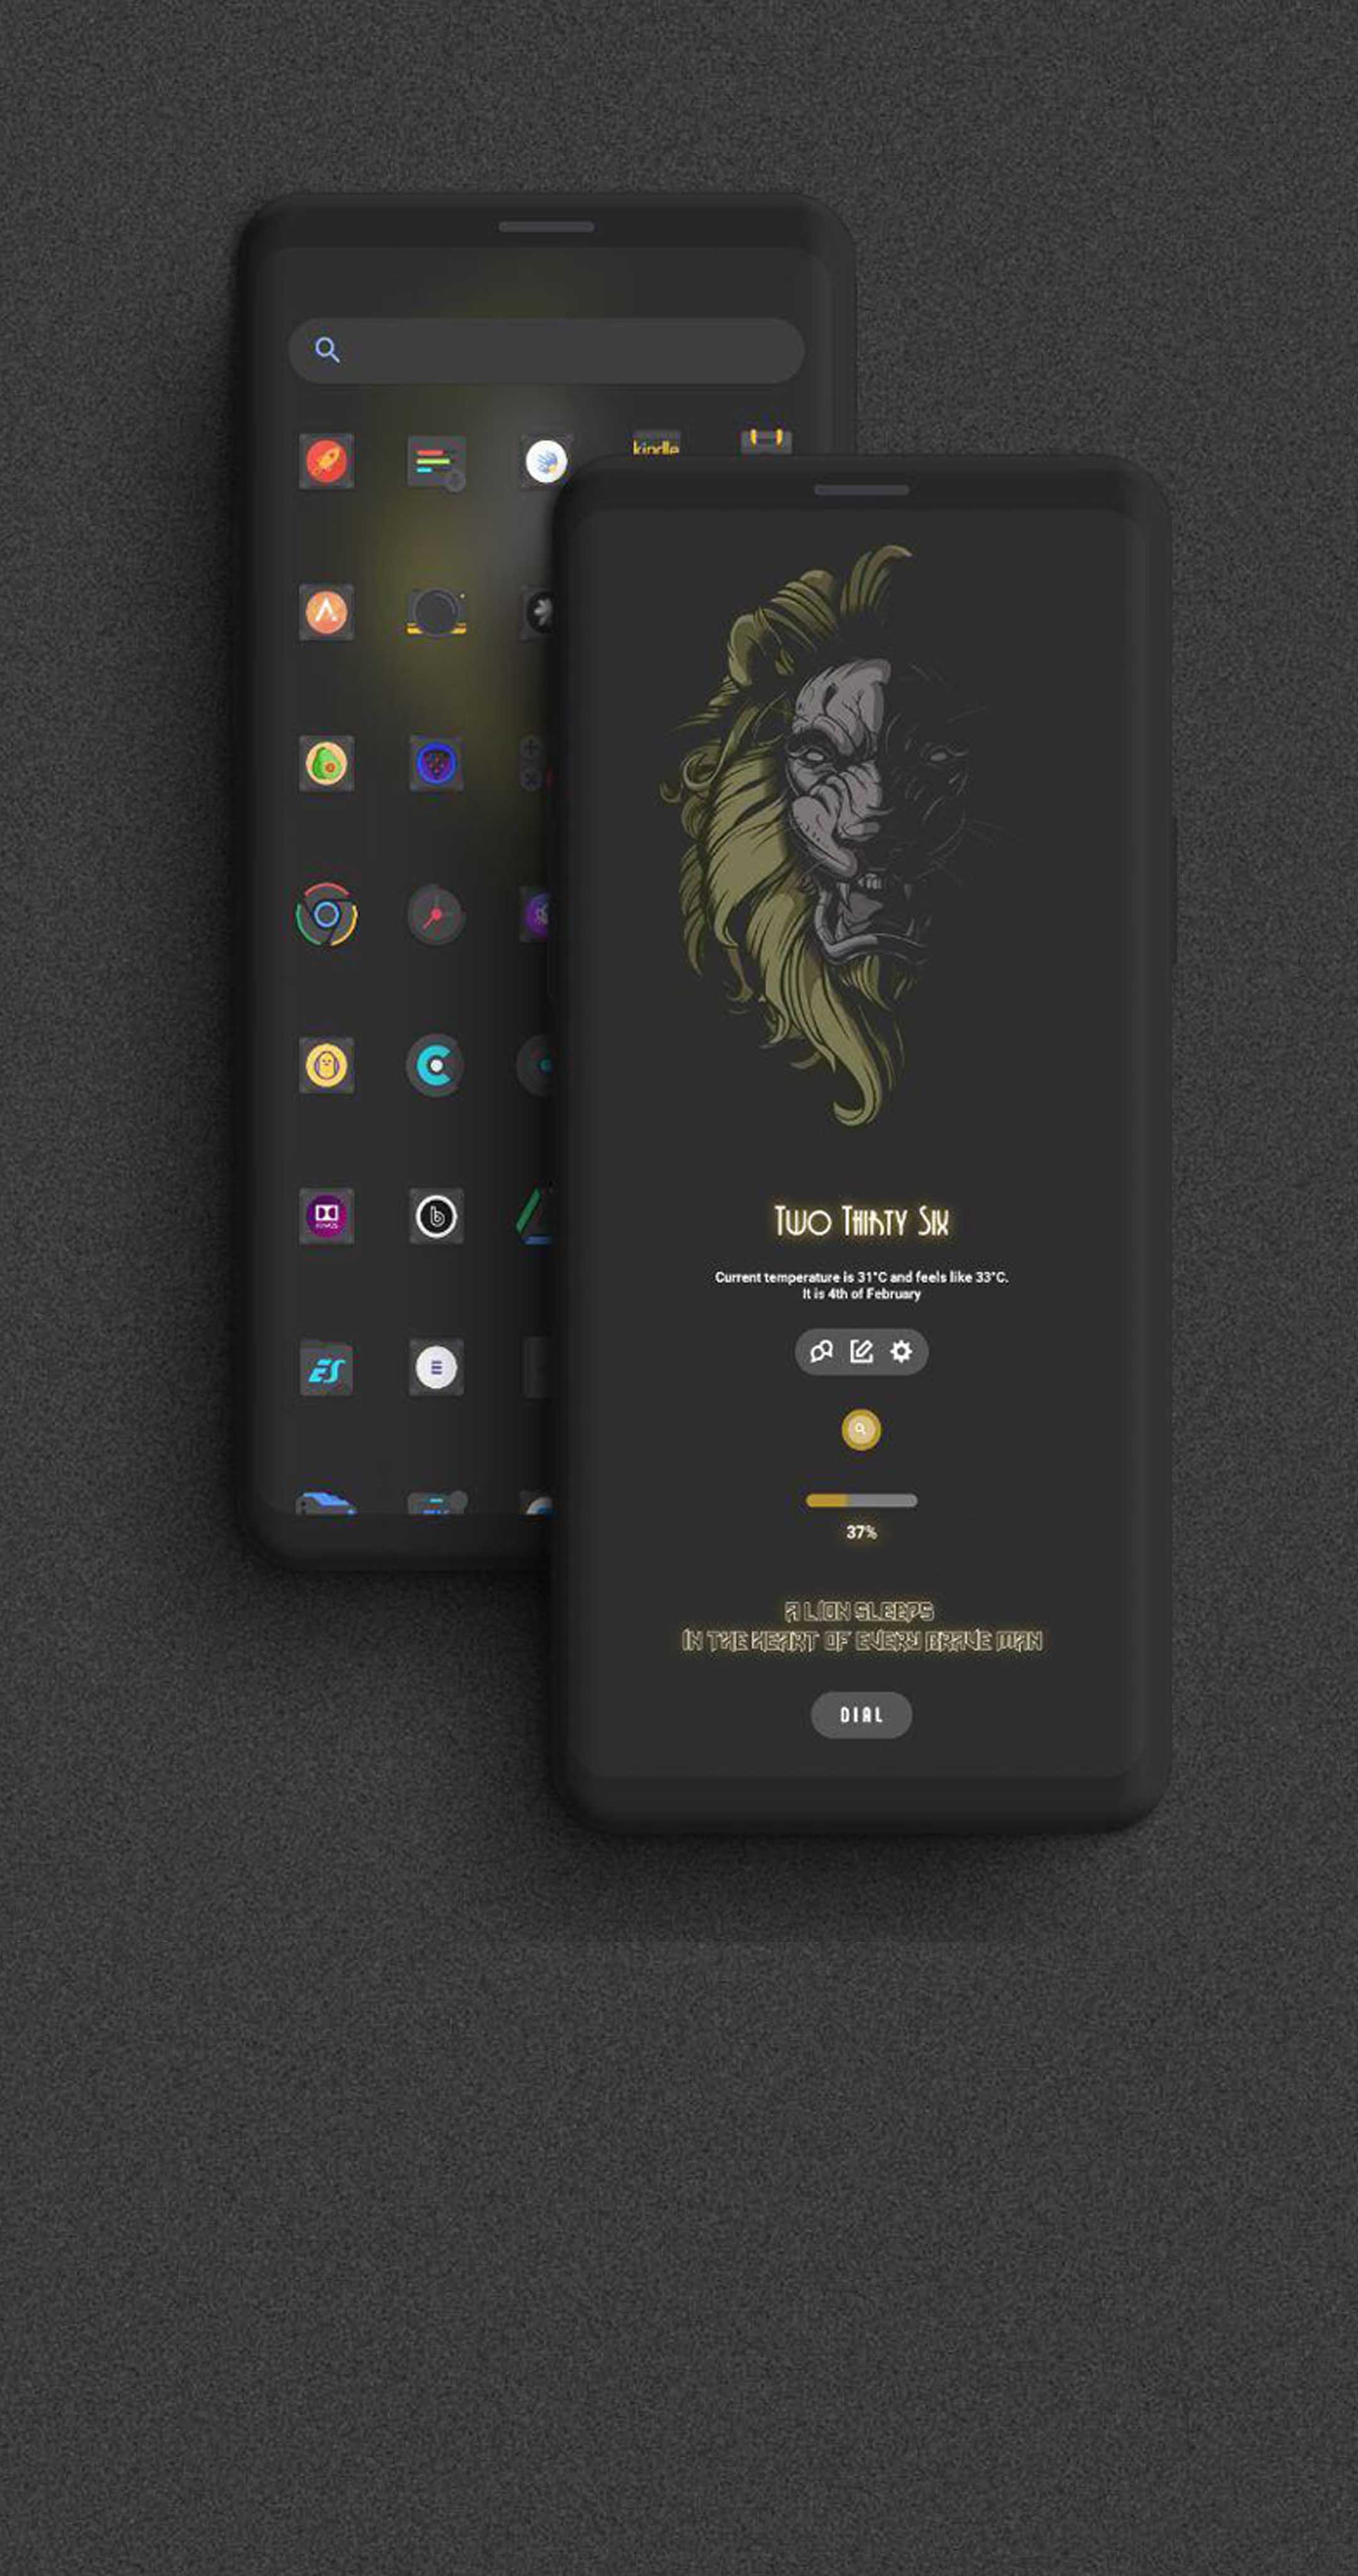 kindle
Two Thirty Six
Current temperature is 31°C and feels like 33°C.
It is 4th of February
37%
A LION SLEEPS
IN THE HEART OF EVERY BRAVE MAN
DIAL
ES